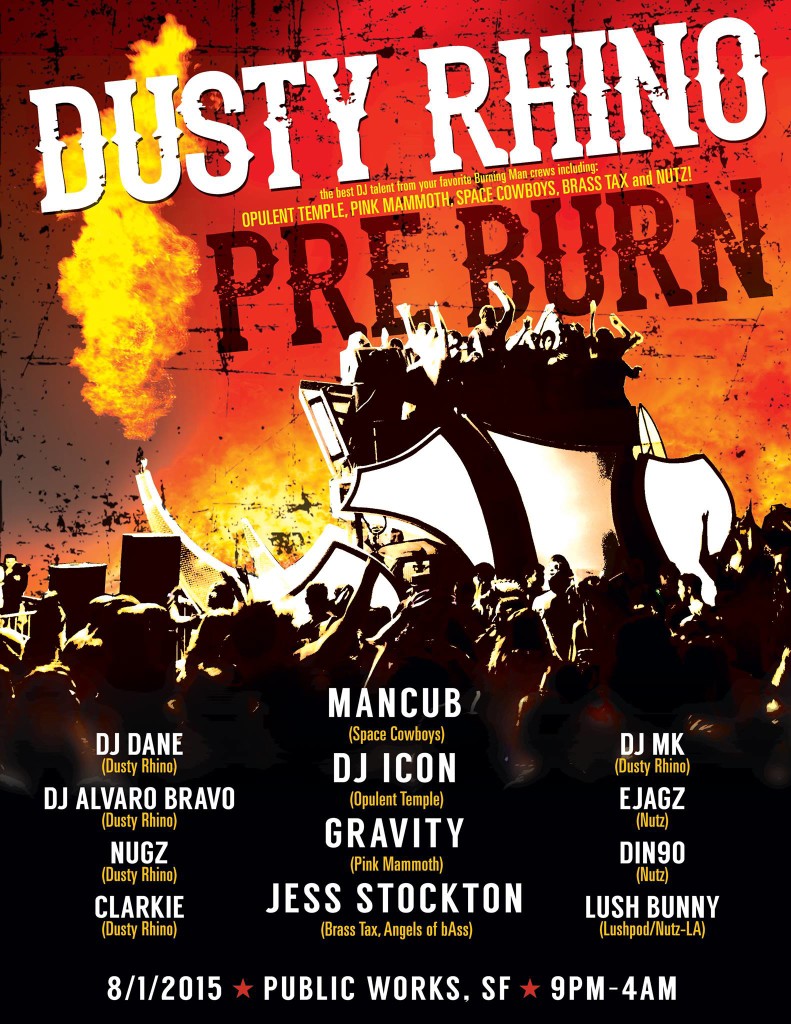 DUSTY RHINO
the best DJ talent from your favorite Burning Man crews including:
OPULENT TEMPLE, PINK MAMMOTH, SPACE COWBOYS, BRASS TAX and NUTZ!
PRE BURN
MANCUB
(Space Cowboys)
DJ ICON
(Opulent Temple)
GRAVITY
(Pink Mammoth)
JESS STOCKTON
(Brass Tax, Angels of bAss)
DJ DANE
(Dusty Rhino)
DJ ALVARO BRAVO
(Dusty Rhino)
NUGZ
(Dusty Rhino)
CLARKIE
(Dusty Rhino)
DJ MK
(Dusty Rhino)
EJAGZ
(Nutz)
DIN90
(Nutz)
LUSH BUNNY
(Lushpod/Nutz-LA)
8/1/2015 ★ PUBLIC WORKS, SF ★ 9PM-4AM